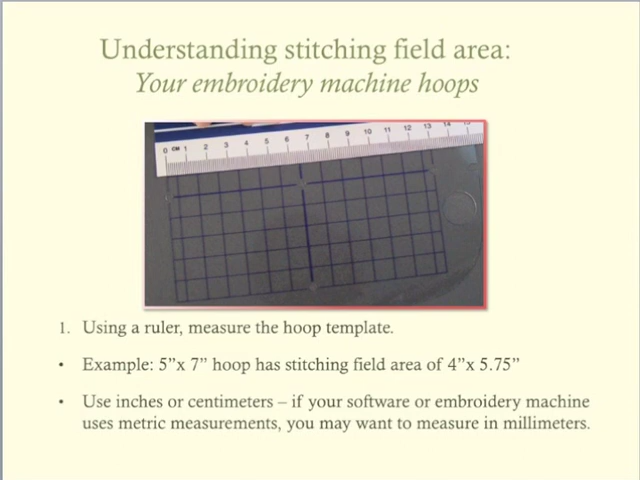 Understanding stitching field area:
Your embroidery machine hoops
0 CM 1 2 3 4 5 6 7 8 9 10 11 12 13 14 15
1. Using a ruler, measure the hoop template.
• Example: 5”x 7” hoop has stitching field area of 4”x 5.75”
• Use inches or centimeters – if your software or embroidery machine
uses metric measurements, you may want to measure in millimeters.